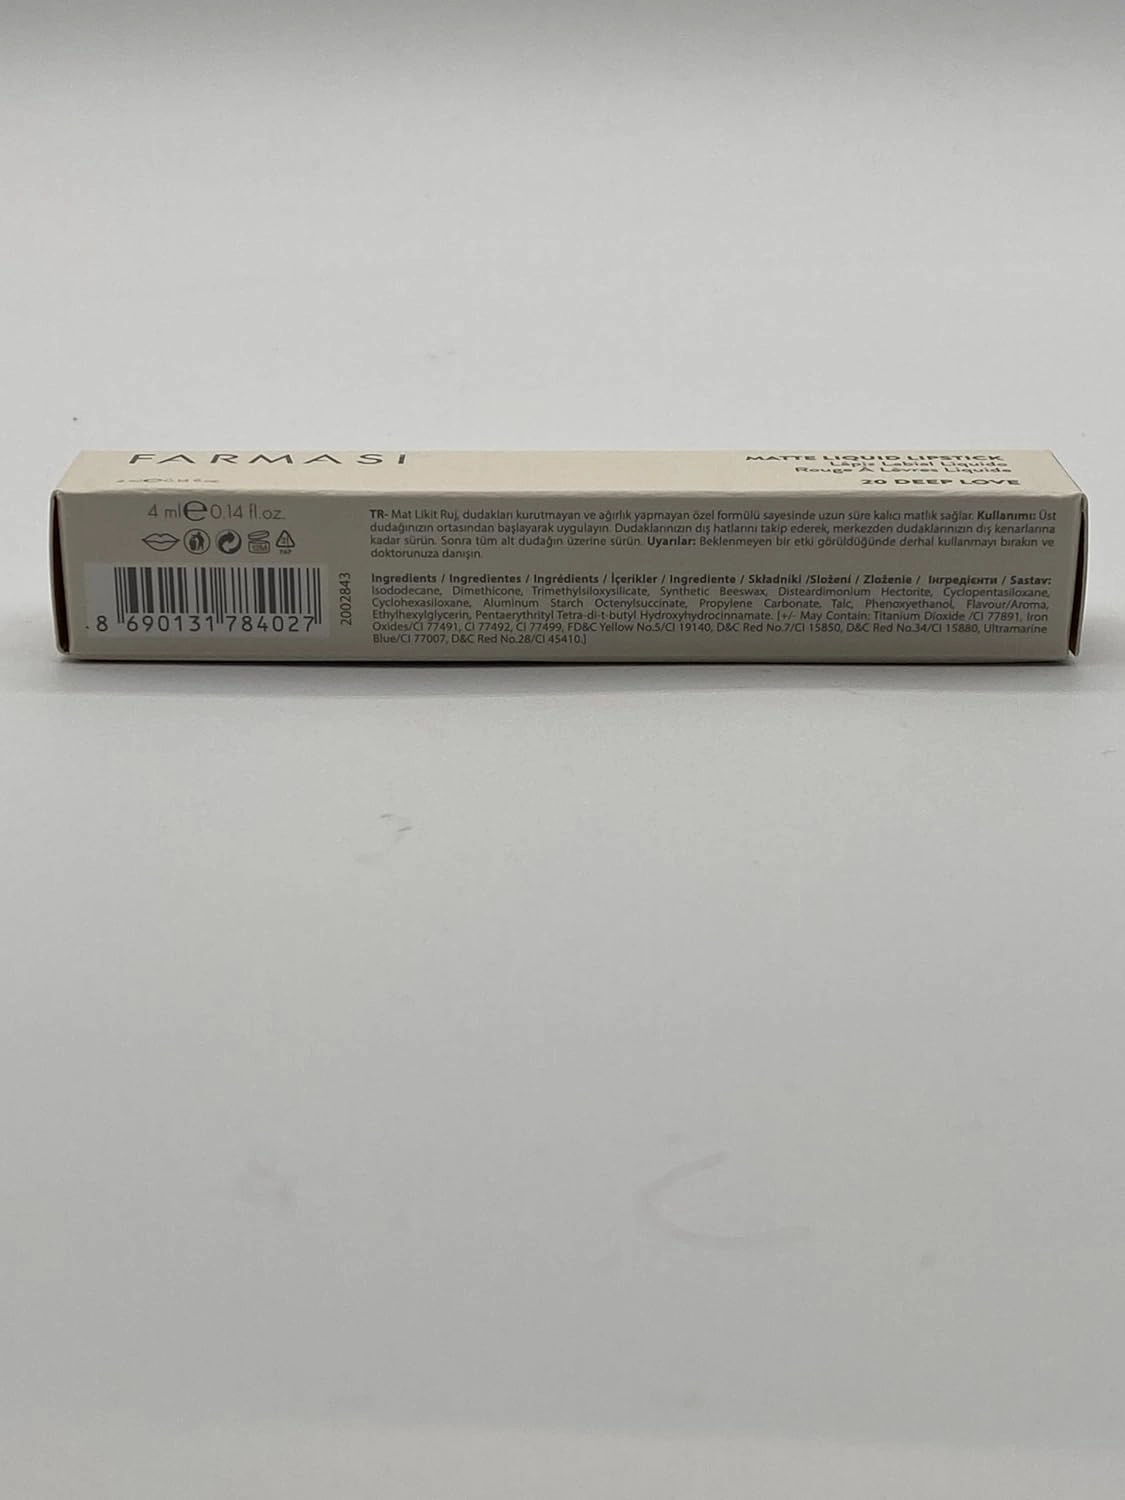 FARMASI
MATTE LIQUID LIPSTICK
Lápiz Labial Líquido
Rouge À Lèvres Liquide
20 DEEP LOVE
4 ml e 0.14 fl.oz.
12M
PAP
8 690131 784027
2002843
TR- Mat Likit Ruj, dudakları kurutmayan ve ağırlık yapmayan özel formülü sayesinde uzun süre kalıcı matlık sağlar. Kullanımı: Üst
dudağınızın ortasından başlayarak uygulayın. Dudaklarınızın dış hatlarını takip ederek, merkezden dudaklarınızın dış kenarlarına
kadar sürün. Sonra tüm alt dudağın üzerine sürün. Uyarılar: Beklenmeyen bir etki görüldüğünde derhal kullanmayı bırakın ve
doktorunuza danışın.
Ingredients / Ingredientes / Ingrédients / İçerikler / Ingrediente / Składniki /Složení / Zloženie / Інгредієнти / Sastav:
Isododecane, Dimethicone, Trimethylsiloxysilicate, Synthetic Beeswax, Disteardimonium Hectorite, Cyclopentasiloxane,
Cyclohexasiloxane, Aluminum Starch Octenylsuccinate, Propylene Carbonate, Talc, Phenoxyethanol, Flavour/Aroma,
Ethylhexylglycerin, Pentaerythrityl Tetra-di-t-butyl Hydroxyhydrocinnamate. [+/- May Contain: Titanium Dioxide /CI 77891, Iron
Oxides/CI 77491, CI 77492, CI 77499, FD&C Yellow No.5/CI 19140, D&C Red No.7/CI 15850, D&C Red No.34/CI 15880, Ultramarine
Blue/CI 77007, D&C Red No.28/CI 45410.]